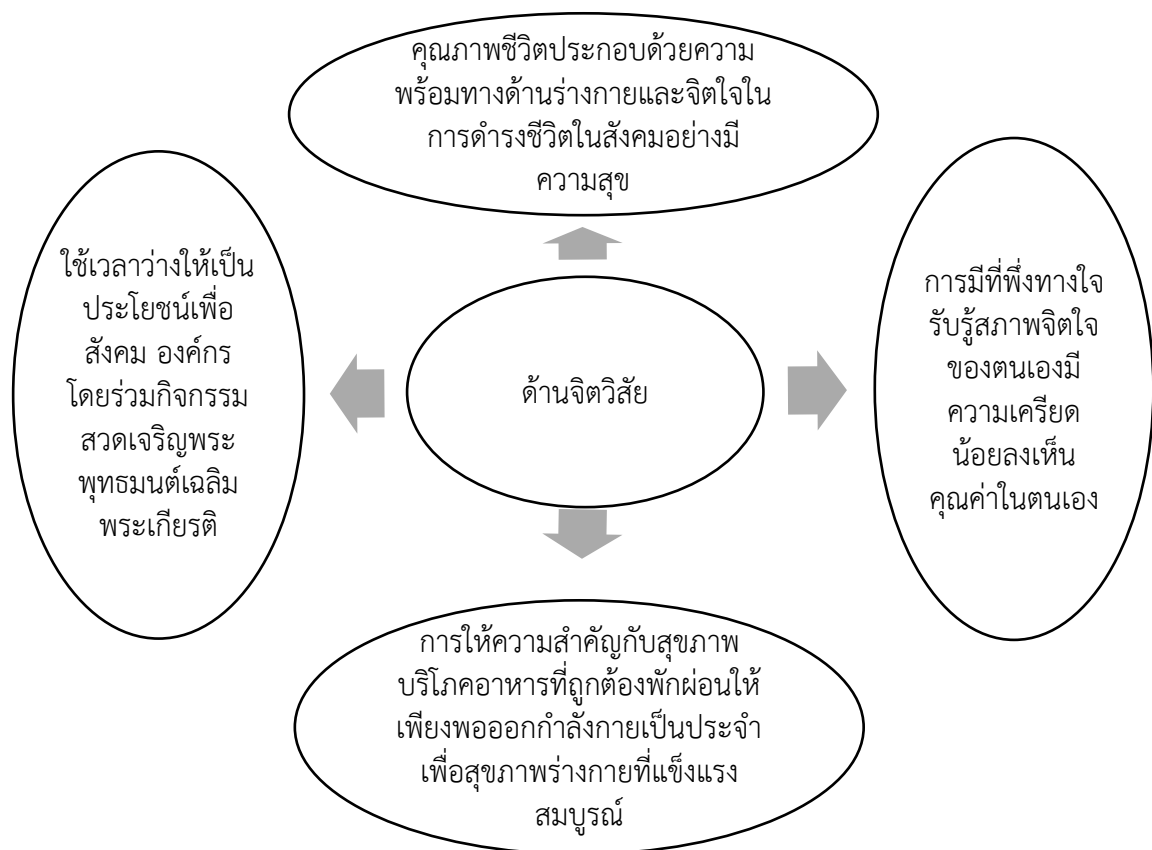 คุณภาพชีวิตประกอบด้วยความ
พร้อมทางด้านร่างกายและจิตใจใน
การดำรงชีวิตในสังคมอย่างมี
ความสุข
ใช้เวลาว่างให้เป็น
ประโยชน์เพื่อ
สังคม องค์กร
โดยร่วมกิจกรรม
สวดเจริญพระ
พุทธมนต์เฉลิม
พระเกียรติ
ด้านจิตวิสัย
การมีที่พึ่งทางใจ
รับรู้สภาพจิตใจ
ของตนเองมี
ความเครียด
น้อยลงเห็น
คุณค่าในตนเอง
การให้ความสำคัญกับสุขภาพ
บริโภคอาหารที่ถูกต้องพักผ่อนให้
เพียงพอออกกำลังกายเป็นประจำ
เพื่อสุขภาพร่างกายที่แข็งแรง
สมบูรณ์